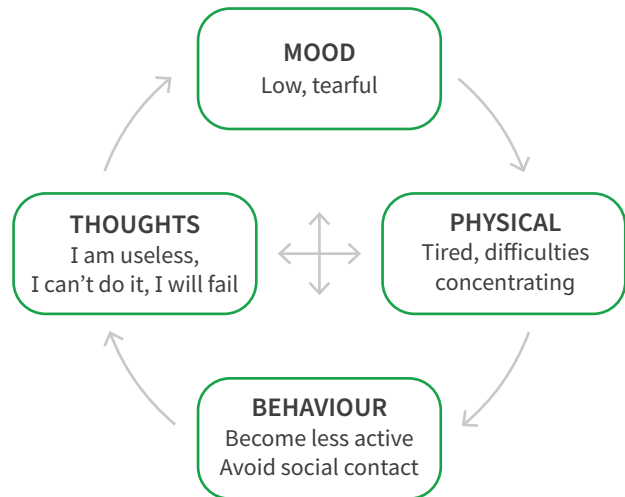 MOOD
Low, tearful
THOUGHTS
I am useless,
I can’t do it, I will fail
PHYSICAL
Tired, difficulties
concentrating
BEHAVIOUR
Become less active
Avoid social contact